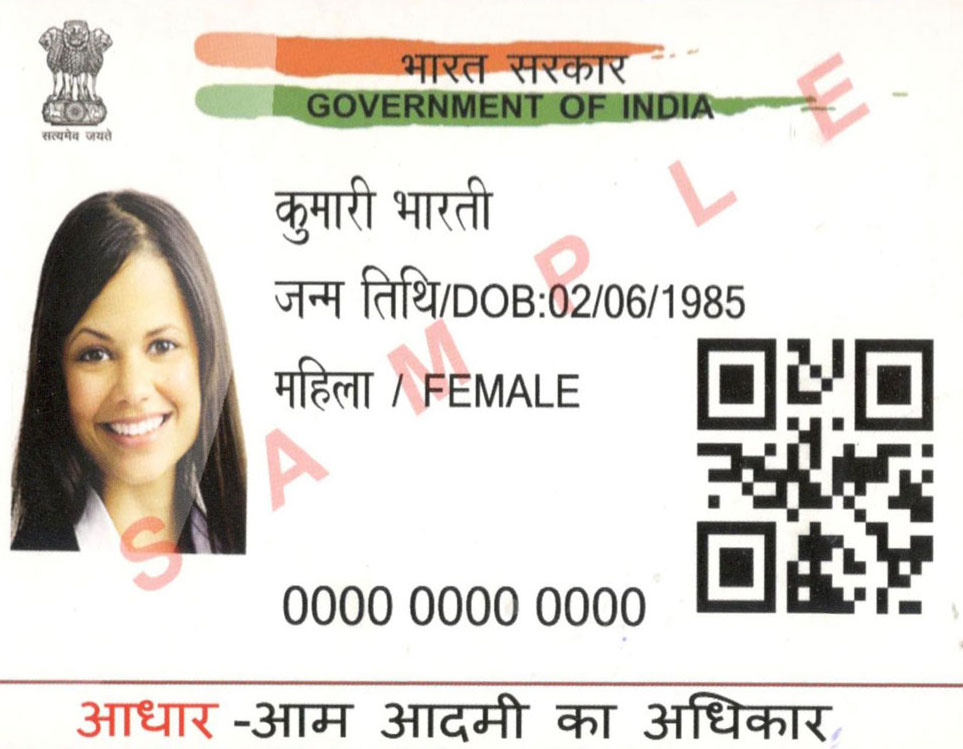 सत्यमेव जयते
भारत सरकार
GOVERNMENT OF INDIA
कुमारी भारती
जन्म तिथि/DOB:02/06/1985
महिला / FEMALE
SAMPLE
0000 0000 0000
आधार -आम आदमी का अधिकार